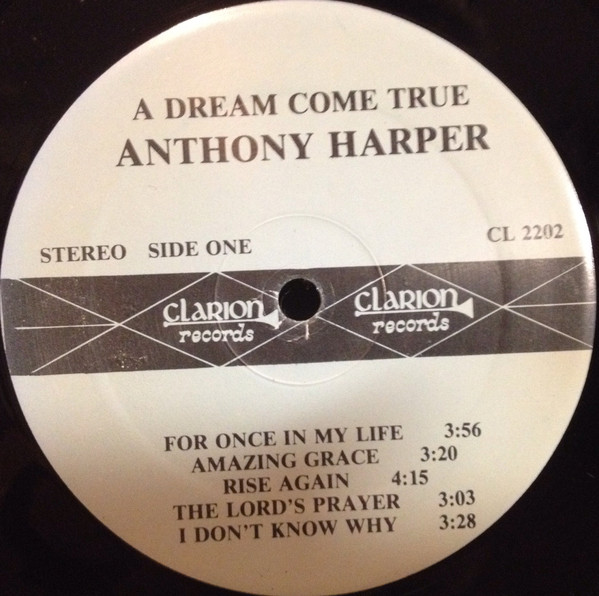 A DREAM COME TRUE
ANTHONY HARPER
STEREO SIDE ONE CL 2202
CLARION records CLARION records
FOR ONCE IN MY LIFE 3:56
AMAZING GRACE 3:20
RISE AGAIN 4:15
THE LORD'S PRAYER 3:03
I DON'T KNOW WHY 3:28